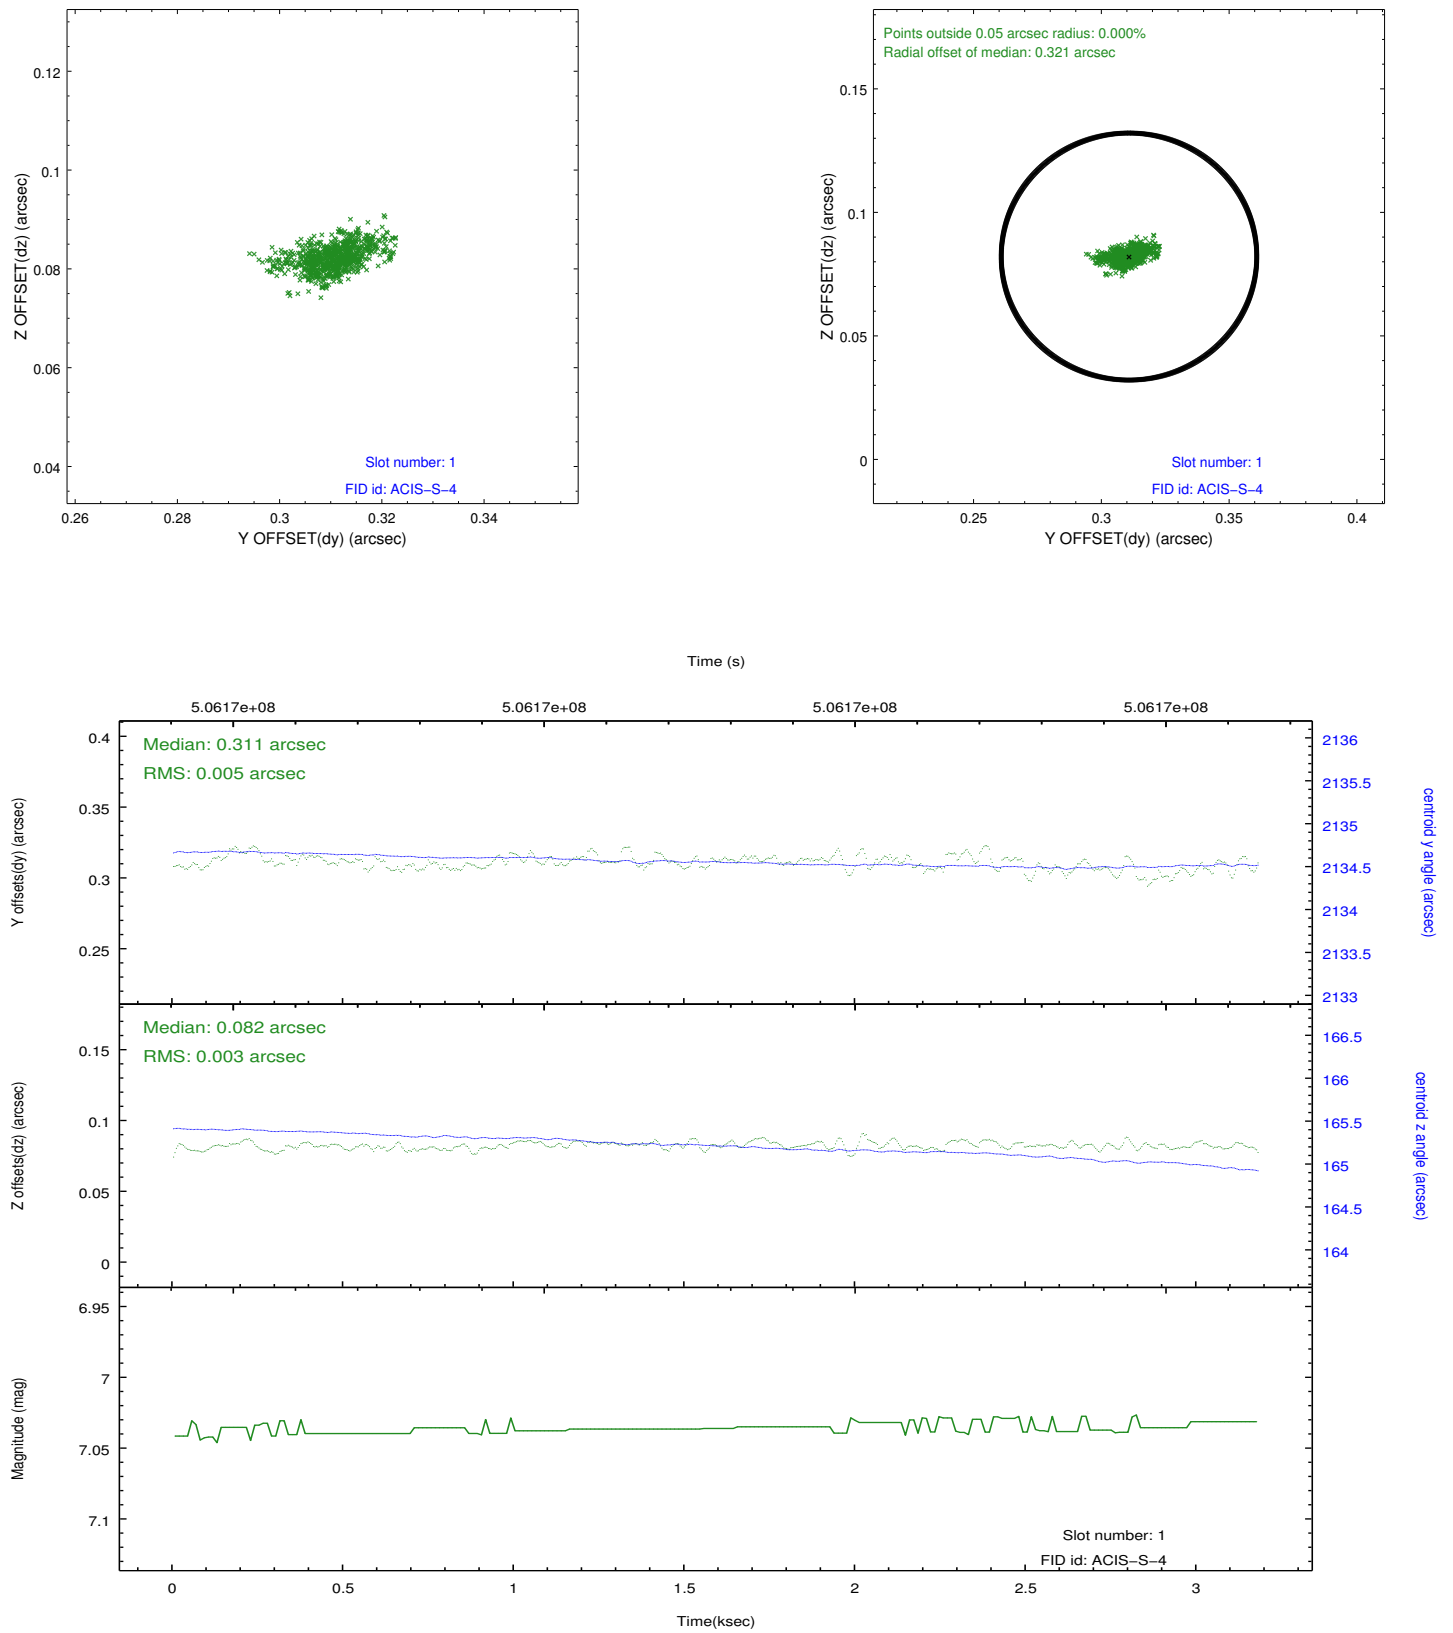 0.12
0.1
0.08
0.06
0.04
Z OFFSET(dz) (arcsec)
0.26 0.28 0.3 0.32 0.34
Y OFFSET(dy) (arcsec)
Slot number: 1
FID id: ACIS−S−4
Points outside 0.05 arcsec radius: 0.000%
Radial offset of median: 0.321 arcsec
0.15
0.1
0.05
0
Z OFFSET(dz) (arcsec)
0.25 0.3 0.35 0.4
Y OFFSET(dy) (arcsec)
Slot number: 1
FID id: ACIS−S−4
Time (s)
5.0617e+08 5.0617e+08 5.0617e+08 5.0617e+08
Median: 0.311 arcsec
RMS: 0.005 arcsec
0.4
0.35
0.3
0.25
Y offsets(dy) (arcsec)
2136
2135.5
2135
2134.5
2134
2133.5
2133
centroid y angle (arcsec)
Median: 0.082 arcsec
RMS: 0.003 arcsec
0.15
0.1
0.05
0
Z offsets(dz) (arcsec)
166.5
166
165.5
165
164.5
164
centroid z angle (arcsec)
6.95
7
7.05
7.1
Magnitude (mag)
Slot number: 1
FID id: ACIS−S−4
0 0.5 1 1.5 2 2.5 3
Time(ksec)